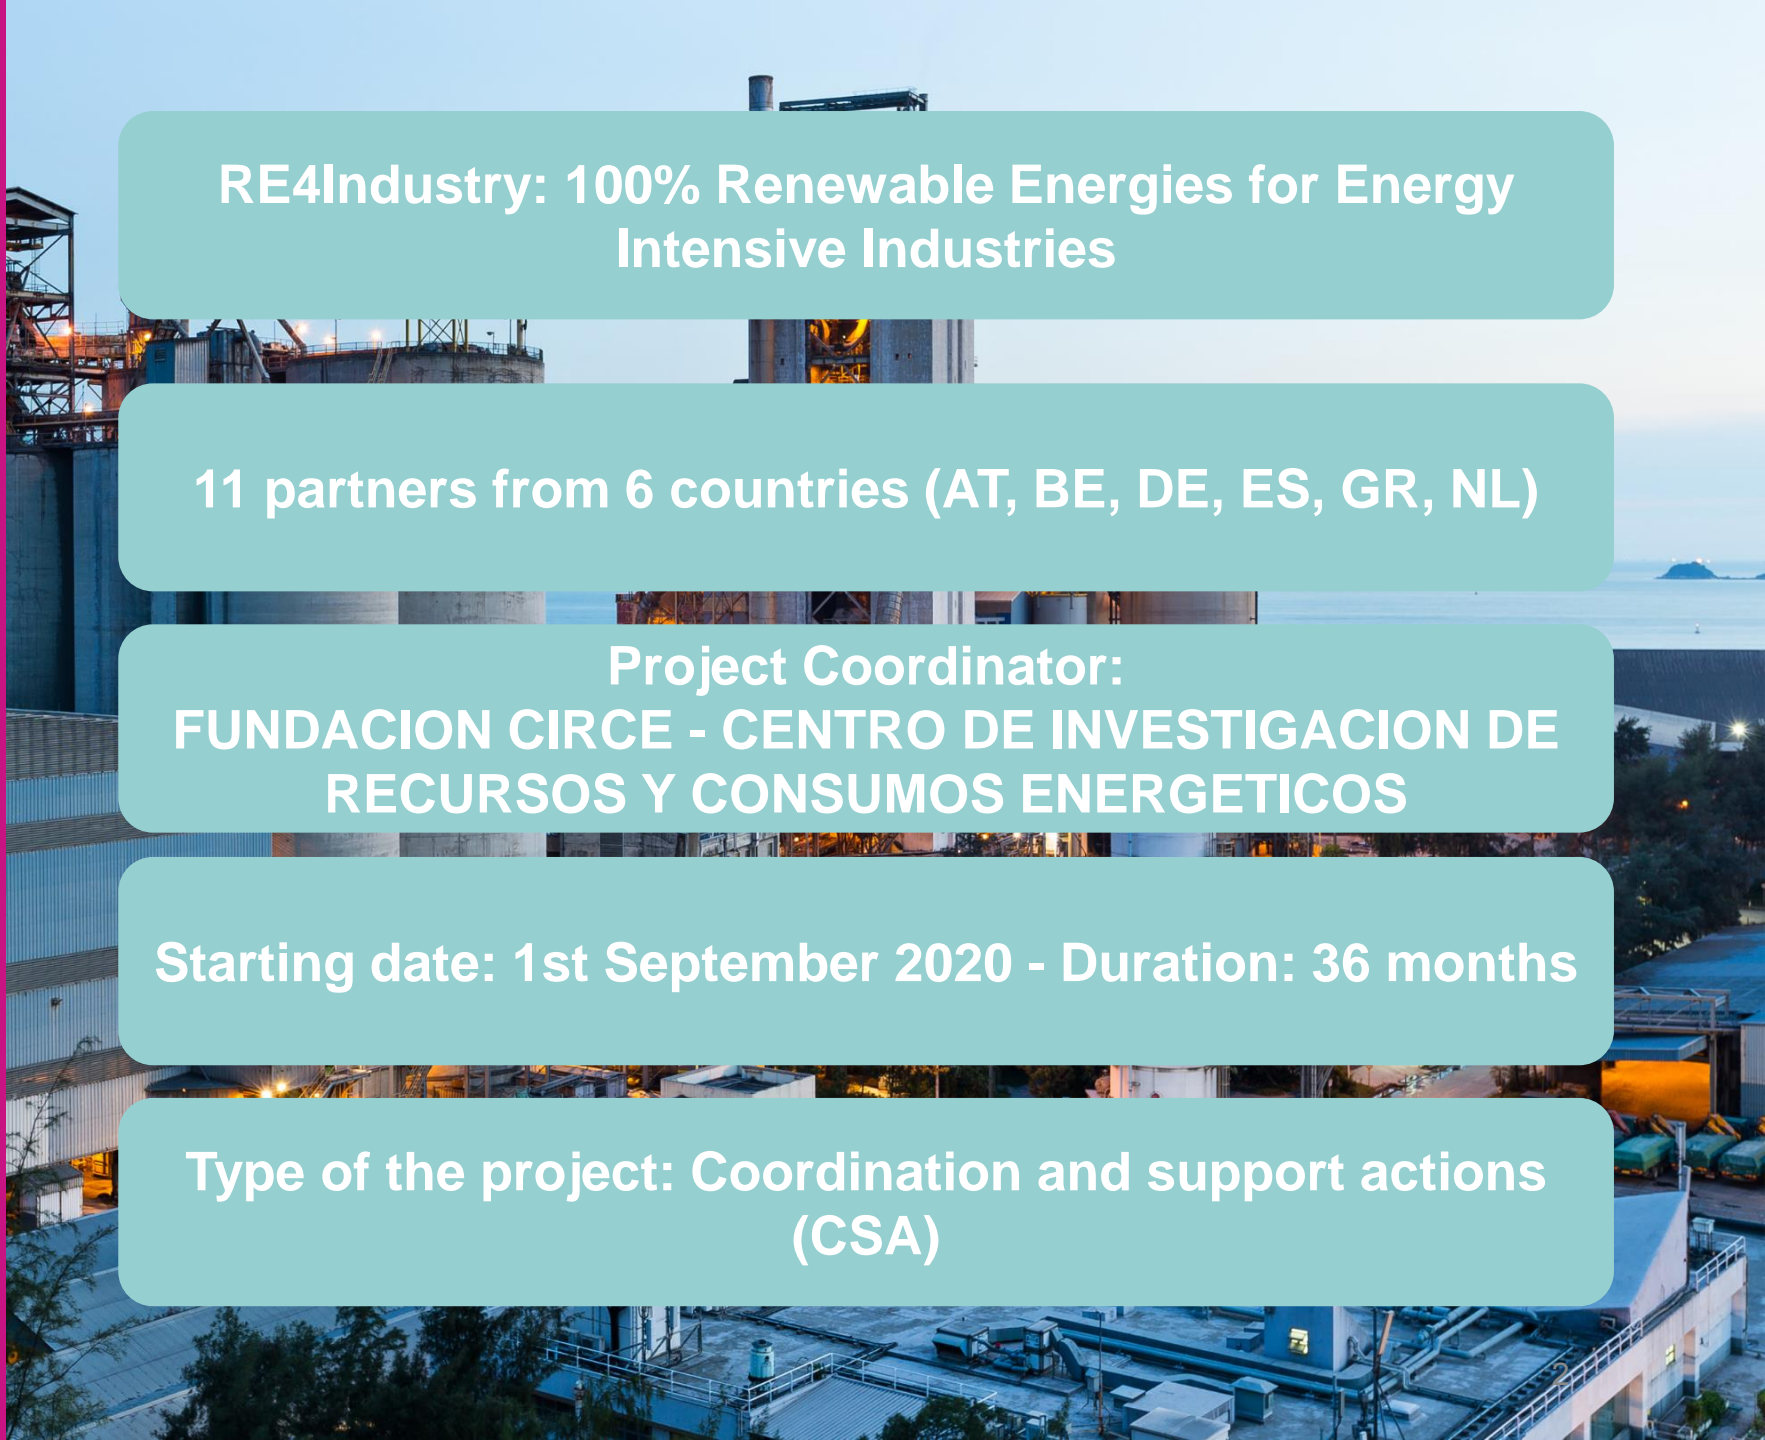 RE4Industry: 100% Renewable Energies for Energy
Intensive Industries
11 partners from 6 countries (AT, BE, DE, ES, GR, NL)
Project Coordinator:
FUNDACION CIRCE - CENTRO DE INVESTIGACION DE
RECURSOS Y CONSUMOS ENERGETICOS
Starting date: 1st September 2020 - Duration: 36 months
Type of the project: Coordination and support actions
(CSA)
2